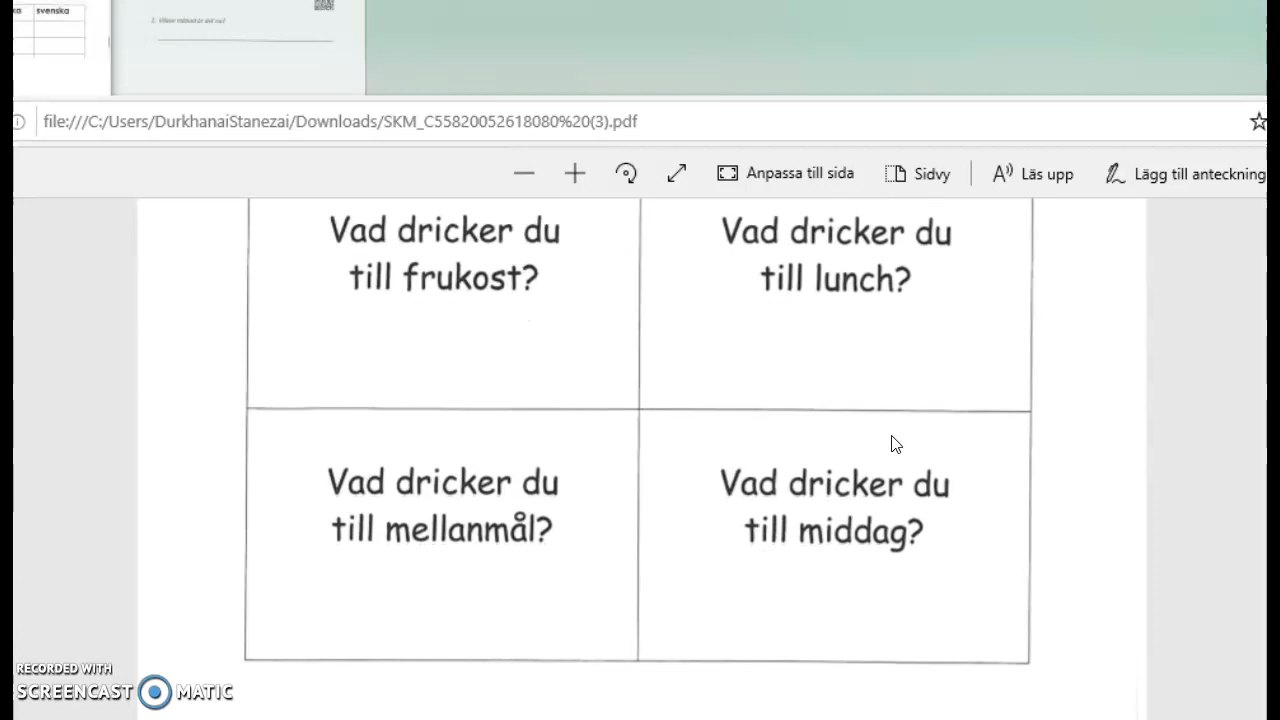 svenska
file:///C:/Users/DurkhanaiStanezai/Downloads/SKM_C55820052618080%20(3).pdf
Anpassa till sida
Sidvy
Läs upp
Lägg till anteckning
Vad dricker du
till frukost?
Vad dricker du
till lunch?
Vad dricker du
till mellanmål?
Vad dricker du
till middag?
RECORDED WITH
SCREENCAST MATIC